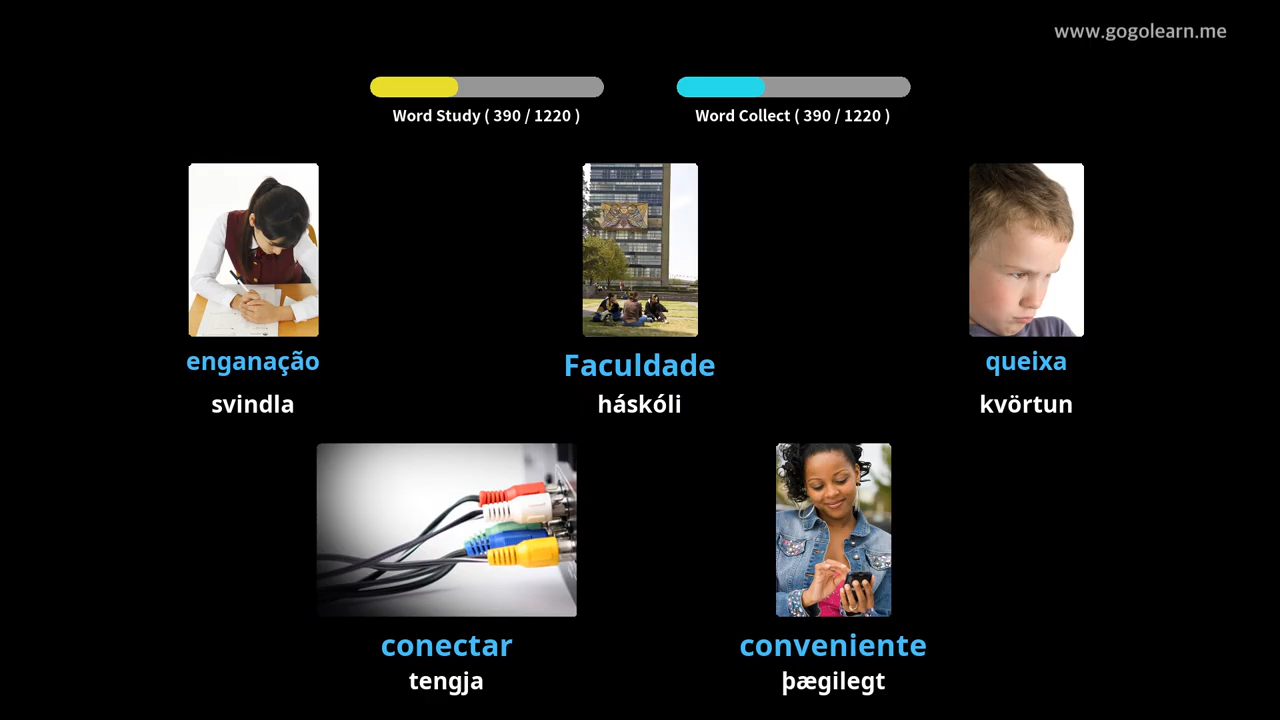 www.gogolearn.me
Word Study ( 390 / 1220 )
Word Collect ( 390 / 1220 )
enganação
Faculdade
queixa
svindla
háskóli
kvörtun
conectar
conveniente
tengja
þægilegt